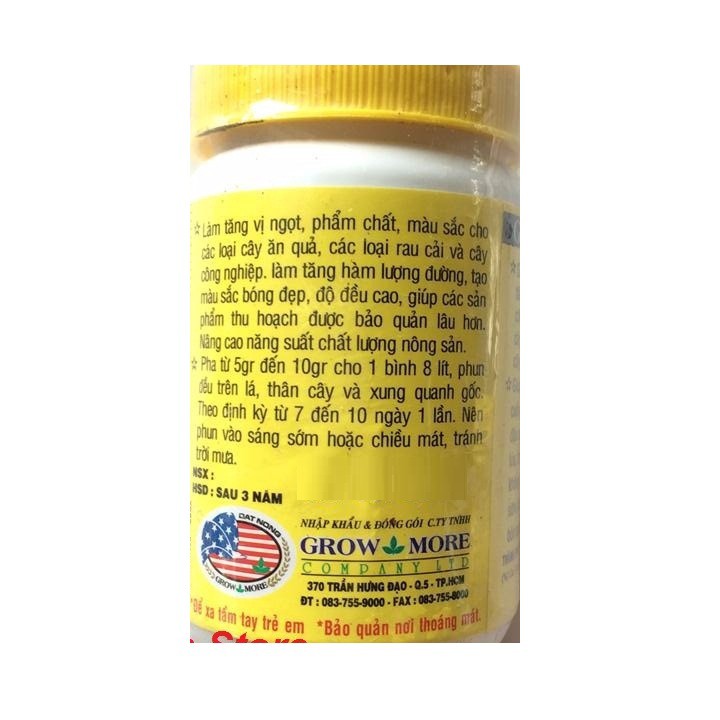 * Làm tăng vị ngọt, phẩm chất, màu sắc cho
các loại cây ăn quả, các loại rau cải và cây
công nghiệp. làm tăng hàm lượng đường, tạo
màu sắc bóng đẹp, độ đều cao, giúp các sản
phẩm thu hoạch được bảo quản lâu hơn.
Nâng cao năng suất chất lượng nông sản.
* Pha từ 5gr đến 10gr cho 1 bình 8 lít, phun
đều trên lá, thân cây và xung quanh gốc.
Theo định kỳ từ 7 đến 10 ngày 1 lần. Nên
phun vào sáng sớm hoặc chiều mát, tránh
trời mưa.
NSX :
HSD : SAU 3 NĂM
DAT NONG
GROW MORE
NHẬP KHẨU & ĐÓNG GÓI C.TY TNHH
GROW MORE
COMPANY LTD
370 TRẦN HƯNG ĐẠO - Q.5 - TP.HCM
ĐT : 083-755-9000 - FAX : 083-755-8000
*Để xa tầm tay trẻ em *Bảo quản nơi thoáng mát.
Store